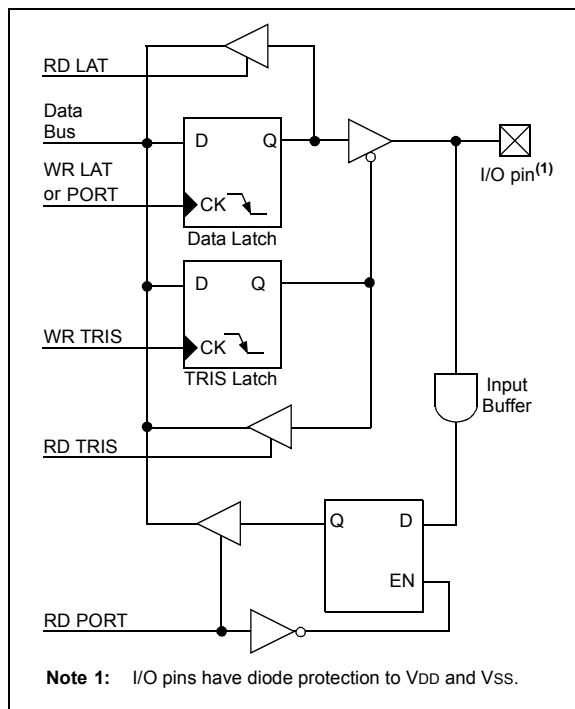 RD LAT
Data
Bus
D Q
WR LAT
or PORT
I/O pin(1)
CK
Data Latch
D Q
WR TRIS
CK
TRIS Latch
Input
Buffer
RD TRIS
Q D
EN
RD PORT
Note 1: I/O pins have diode protection to VDD and VSS.